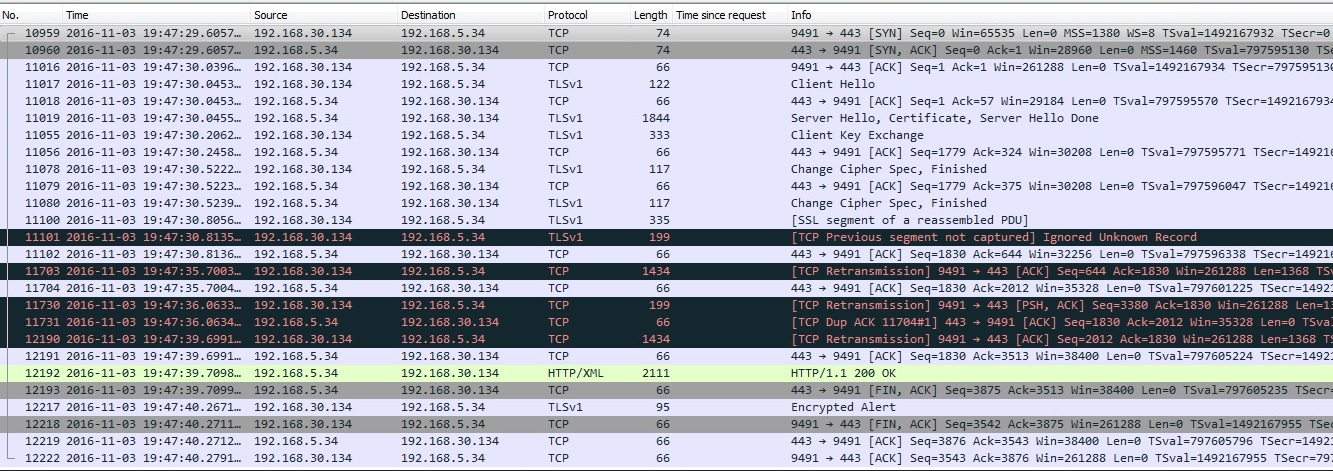 No. Time Source Destination Protocol Length Time since request Info
10959 2016-11-03 19:47:29.6057… 192.168.30.134 192.168.5.34 TCP 74 9491 → 443 [SYN] Seq=0 Win=65535 MSS=1380 WS=8 TSval=1492167932 TSecr=0
10960 2016-11-03 19:47:29.6057… 192.168.5.34 192.168.30.134 TCP 74 443 → 9491 [SYN, ACK] Seq=0 Ack=1 Win=28960 Len=0 MSS=1460 TSval=797595130 TSe
11016 2016-11-03 19:47:30.0396… 192.168.30.134 192.168.5.34 TCP 66 9491 → 443 [ACK] Seq=1 Ack=1 Win=261288 Len=0 TSval=1492167934 TSecr=797595130
11017 2016-11-03 19:47:30.0453… 192.168.30.134 192.168.5.34 TLSv1 122 Client Hello
11018 2016-11-03 19:47:30.0453… 192.168.5.34 192.168.30.134 TCP 66 443 → 9491 [ACK] Seq=1 Ack=57 Win=29184 Len=0 TSval=797595570 TSecr=1492167934
11019 2016-11-03 19:47:30.0455… 192.168.5.34 192.168.30.134 TLSv1 1844 Server Hello, Certificate, Server Hello Done
11055 2016-11-03 19:47:30.2062… 192.168.30.134 192.168.5.34 TLSv1 333 Client Key Exchange
11056 2016-11-03 19:47:30.2458… 192.168.5.34 192.168.30.134 TCP 66 443 → 9491 [ACK] Seq=1779 Ack=324 Win=30208 Len=0 TSval=797595771 TSecr=149216
11078 2016-11-03 19:47:30.5222… 192.168.30.134 192.168.5.34 TLSv1 117 Change Cipher Spec, Finished
11079 2016-11-03 19:47:30.5223… 192.168.5.34 192.168.30.134 TCP 66 443 → 9491 [ACK] Seq=1779 Ack=375 Win=30208 Len=0 TSval=797596047 TSecr=149216
11080 2016-11-03 19:47:30.5239… 192.168.5.34 192.168.30.134 TLSv1 117 Change Cipher Spec, Finished
11100 2016-11-03 19:47:30.8056… 192.168.30.134 192.168.5.34 TLSv1 335 [SSL segment of a reassembled PDU]
11101 2016-11-03 19:47:30.8135… 192.168.30.134 192.168.5.34 TLSv1 199 [TCP Previous segment not captured] Ignored Unknown Record
11102 2016-11-03 19:47:30.8136… 192.168.5.34 192.168.30.134 TCP 66 443 → 9491 [ACK] Seq=1830 Ack=644 Win=32256 Len=0 TSval=797596338 TSecr=149216
11703 2016-11-03 19:47:35.7003… 192.168.30.134 192.168.5.34 TCP 1434 [TCP Retransmission] 9491 → 443 [ACK] Seq=644 Ack=1830 Win=261288 Len=1368 TSv
11704 2016-11-03 19:47:35.7004… 192.168.5.34 192.168.30.134 TCP 66 443 → 9491 [ACK] Seq=1830 Ack=2012 Win=35328 Len=0 TSval=797601225 TSecr=14921
11730 2016-11-03 19:47:36.0633… 192.168.30.134 192.168.5.34 TCP 199 [TCP Retransmission] 9491 → 443 [PSH, ACK] Seq=3380 Ack=1830 Win=261288 Len=13
11731 2016-11-03 19:47:36.0634… 192.168.5.34 192.168.30.134 TCP 66 [TCP Dup ACK 11704#1] 443 → 9491 [ACK] Seq=1830 Ack=2012 Win=35328 Len=0 TSva
12190 2016-11-03 19:47:39.6991… 192.168.30.134 192.168.5.34 TCP 1434 [TCP Retransmission] 9491 → 443 [ACK] Seq=2012 Ack=1830 Win=261288 Len=1368 TS
12191 2016-11-03 19:47:39.6991… 192.168.5.34 192.168.30.134 TCP 66 443 → 9491 [ACK] Seq=1830 Ack=3513 Win=38400 Len=0 TSval=797605224 TSecr=14921
12192 2016-11-03 19:47:39.7098… 192.168.5.34 192.168.30.134 HTTP/XML 2111 HTTP/1.1 200 OK
12193 2016-11-03 19:47:39.7099… 192.168.5.34 192.168.30.134 TCP 66 443 → 9491 [FIN, ACK] Seq=3875 Ack=3513 Win=38400 Len=0 TSval=797605235 TSecr=
12217 2016-11-03 19:47:40.2671… 192.168.30.134 192.168.5.34 TLSv1 95 Encrypted Alert
12218 2016-11-03 19:47:40.2711… 192.168.30.134 192.168.5.34 TCP 66 9491 → 443 [FIN, ACK] Seq=3542 Ack=3875 Win=261288 Len=0 TSval=1492167955 TSec
12219 2016-11-03 19:47:40.2712… 192.168.5.34 192.168.30.134 TCP 66 443 → 9491 [ACK] Seq=3876 Ack=3543 Win=38400 Len=0 TSval=797605796 TSecr=14921
12222 2016-11-03 19:47:40.2791… 192.168.30.134 192.168.5.34 TCP 66 9491 → 443 [ACK] Seq=3543 Ack=3876 Win=261288 Len=0 TSval=1492167955 TSecr=797